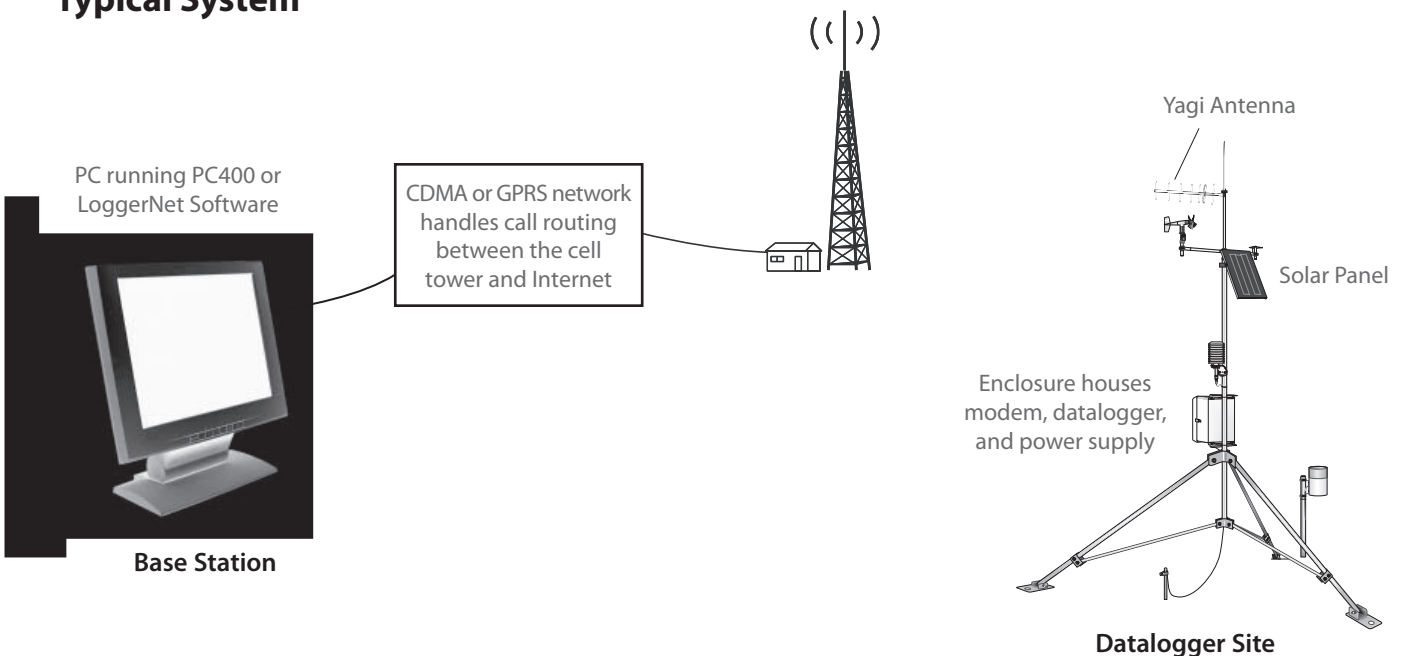 Typical System
Yagi Antenna
PC running PC400 or
LoggerNet Software
CDMA or GPRS network
handles call routing
between the cell
tower and Internet
Solar Panel
Enclosure houses
modem, datalogger,
and power supply
Base Station
Datalogger Site